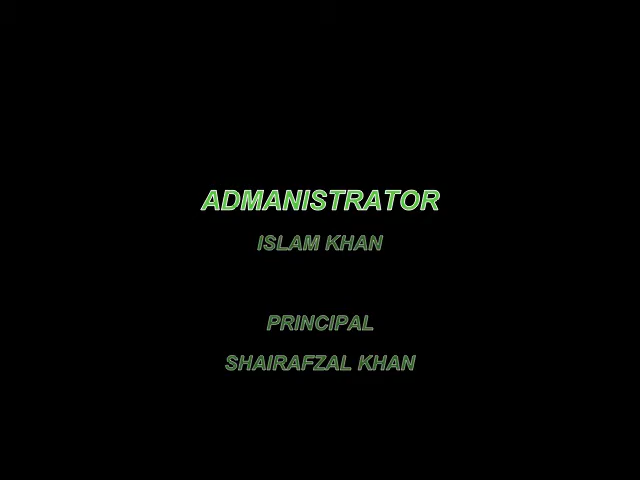 ADMANISTRATOR
ISLAM KHAN
PRINCIPAL
SHAIRAFZAL KHAN